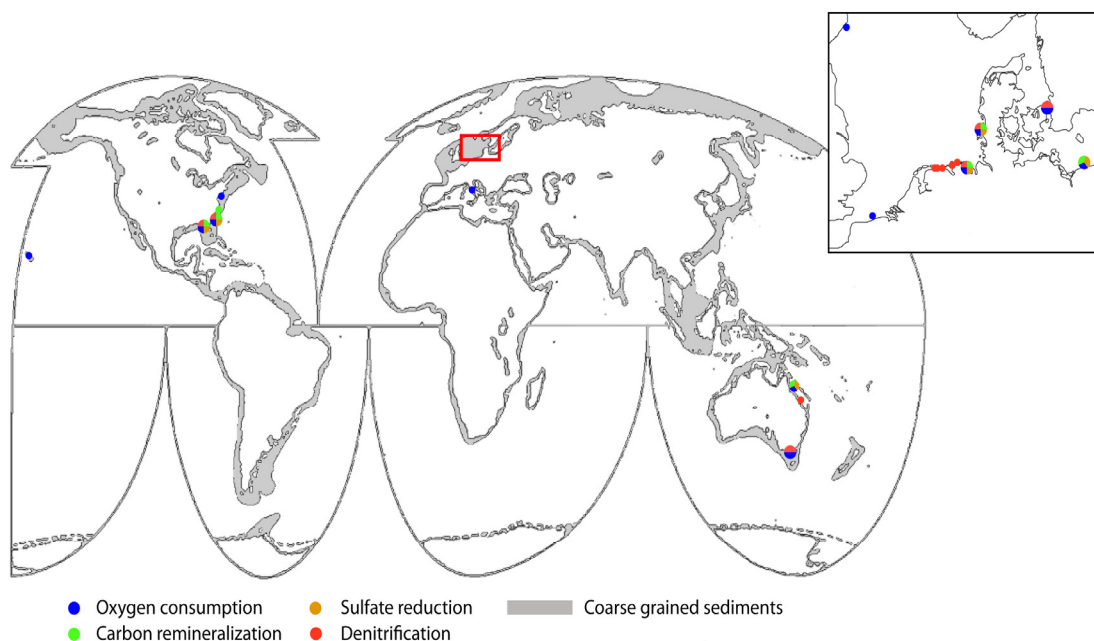 Oxygen consumption
Sulfate reduction
Coarse grained sediments
Carbon remineralization
Denitrification